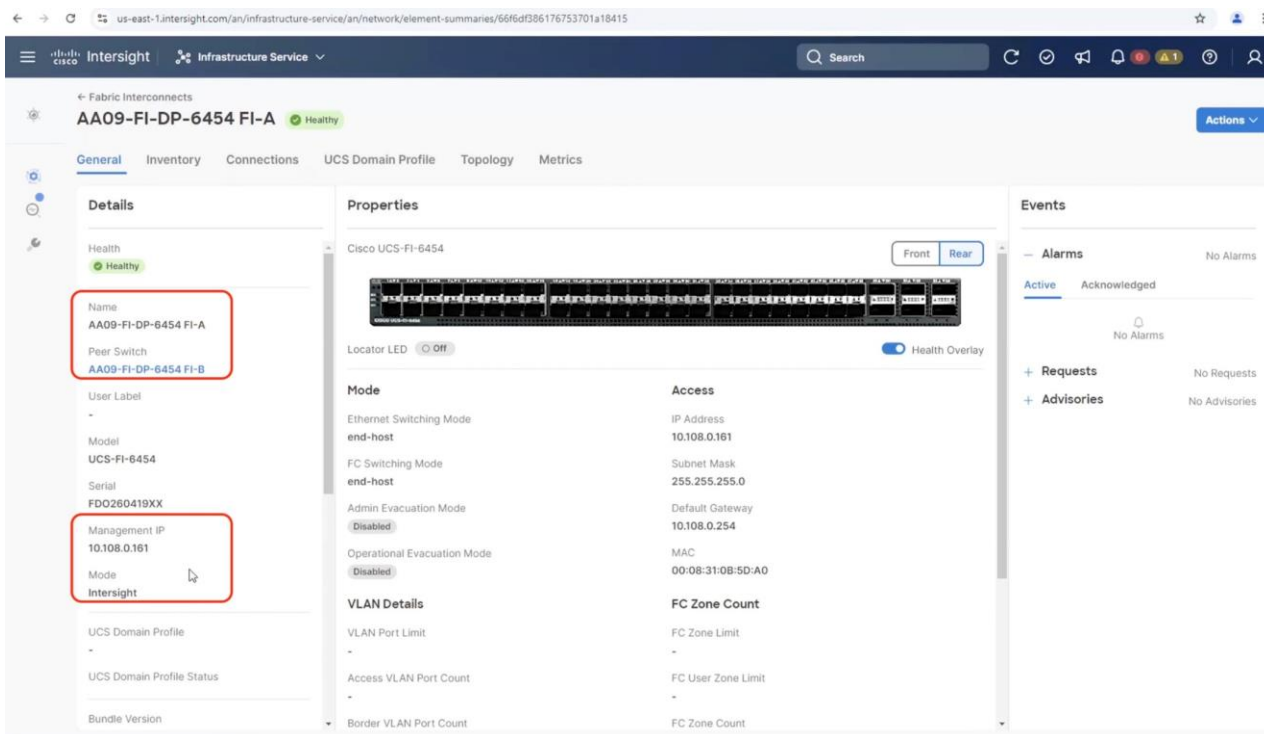 us-east-1.intersight.com/an/infrastructure-service/an/network/element-summaries/66f6df386176753701a18415
cisco Intersight
Infrastructure Service
Search
1
← Fabric Interconnects
AA09-FI-DP-6454 FI-A
Healthy
Actions
General Inventory Connections UCS Domain Profile Topology Metrics
Details
Health
Healthy
Name
AA09-FI-DP-6454 FI-A
Peer Switch
AA09-FI-DP-6454 FI-B
User Label
-
Model
UCS-FI-6454
Serial
FDO260419XX
Management IP
10.108.0.161
Mode
Intersight
UCS Domain Profile
-
UCS Domain Profile Status
Bundle Version
Properties
Cisco UCS-FI-6454
Front Rear
Locator LED Off
Health Overlay
Mode
Ethernet Switching Mode
end-host
FC Switching Mode
end-host
Admin Evacuation Mode
Disabled
Operational Evacuation Mode
Disabled
VLAN Details
VLAN Port Limit
-
Access VLAN Port Count
-
Border VLAN Port Count
Access
IP Address
10.108.0.161
Subnet Mask
255.255.255.0
Default Gateway
10.108.0.254
MAC
00:08:31:0B:5D:A0
FC Zone Count
FC Zone Limit
-
FC User Zone Limit
-
FC Zone Count
Events
− Alarms No Alarms
Active Acknowledged
No Alarms
+ Requests No Requests
+ Advisories No Advisories